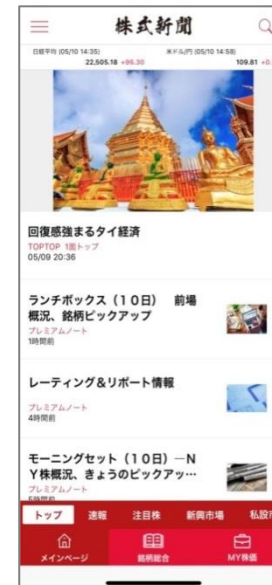 株式新聞
日経平均 (05/10 14:35)
22,505.18 +96.30
米ドル/円 (05/10 14:58)
109.81 +0.
回復感強まるタイ経済
TOPTOP 1面トップ
05/09 20:36
ランチボックス（１０日） 前場
概況、銘柄ピックアップ
プレミアムノート
1時間前
レーティング＆リポート情報
プレミアムノート
4時間前
モーニングセット（１０日）―Ｎ
Ｙ株概況、きょうのピックアッ…
プレミアムノート
5時間前
トップ 速報 注目株 新興市場 私設市
メインページ 銘柄総合 MY株価